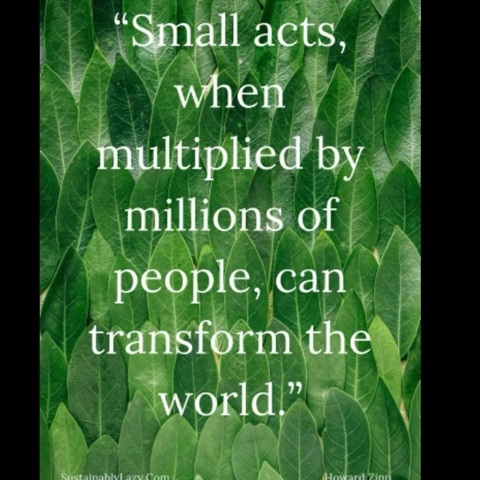 “Small acts,
when
multiplied by
millions of
people, can
transform the
world.”
SustainablyLazy.Com Howard Zinn